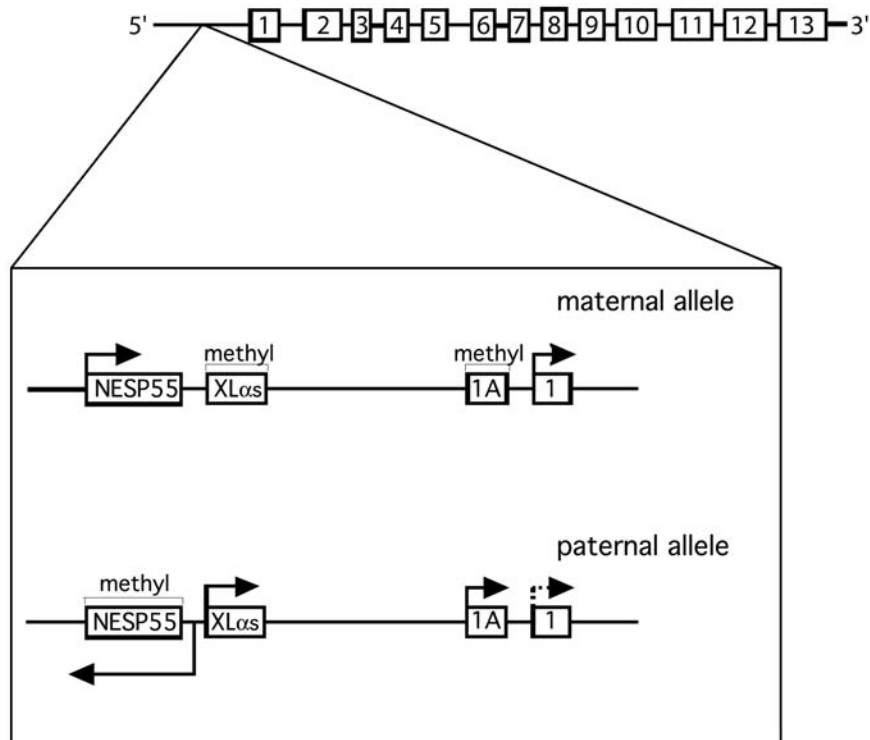 5' 1 2 3 4 5 6 7 8 9 10 11 12 13 3'
maternal allele
methyl methyl
NESP55 XLαs 1A 1
paternal allele
methyl
NESP55 XLαs 1A 1